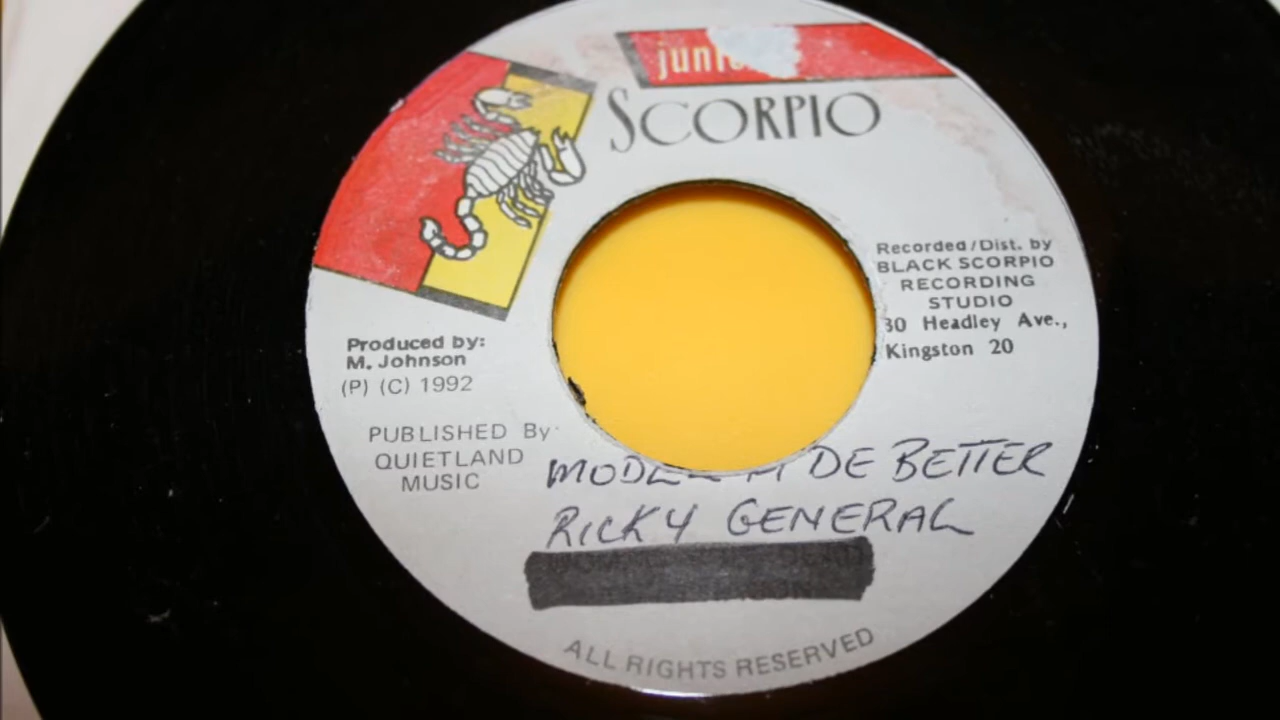 SCORPIO
Recorded/Dist. by
BLACK SCORPIO
RECORDING
STUDIO
30 Headley Ave.,
Kingston 20
Produced by:
M. Johnson
(P) (C) 1992
PUBLISHED By
QUIETLAND
MUSIC
DE BETTER
RICKY GENERAL
ALL RIGHTS RESERVED